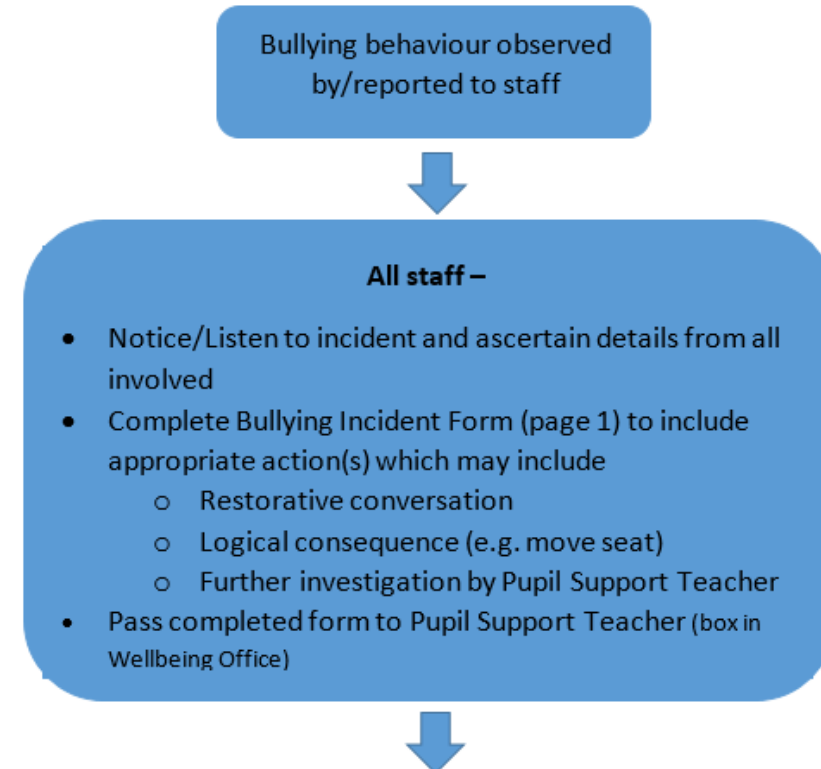 Bullying behaviour observed
by/reported to staff
All staff –
• Notice/Listen to incident and ascertain details from all
involved
• Complete Bullying Incident Form (page 1) to include
appropriate action(s) which may include
o Restorative conversation
o Logical consequence (e.g. move seat)
o Further investigation by Pupil Support Teacher
• Pass completed form to Pupil Support Teacher (box in
Wellbeing Office)